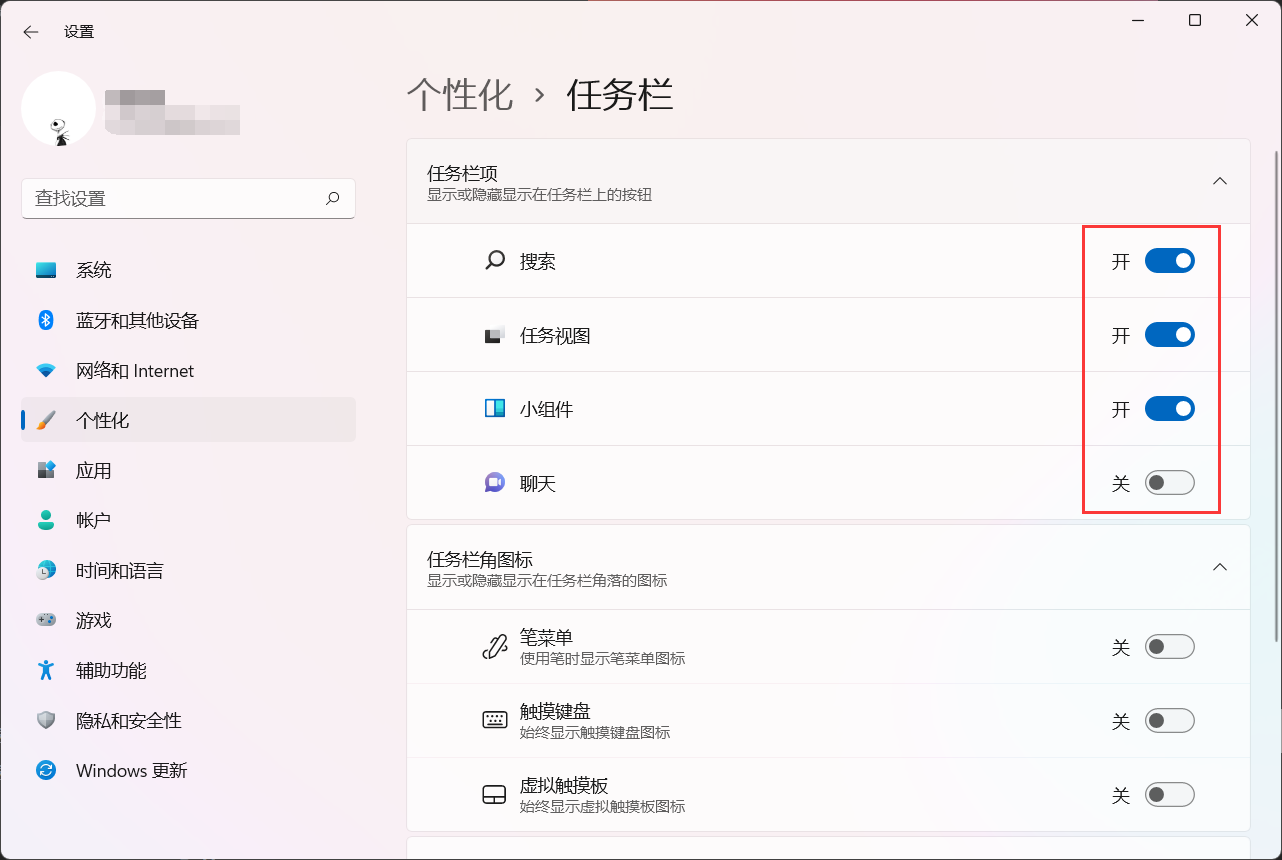 设置
查找设置
系统
蓝牙和其他设备
网络和 Internet
个性化
应用
帐户
时间和语言
游戏
辅助功能
隐私和安全性
Windows 更新
个性化 › 任务栏
任务栏项
显示或隐藏显示在任务栏上的按钮
搜索 开
任务视图 开
小组件 开
聊天 关
任务栏角图标
显示或隐藏显示在任务栏角落的图标
笔菜单
使用笔时显示笔菜单图标
关
触摸键盘
始终显示触摸键盘图标
关
虚拟触摸板
始终显示虚拟触摸板图标
关